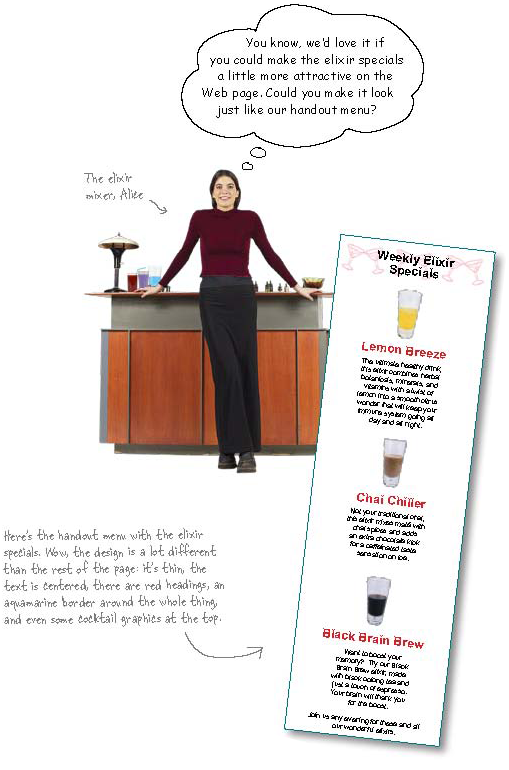 You know, we'd love it if
you could make the elixir specials
a little more attractive on the
Web page. Could you make it look
just like our handout menu?
The elixir
mixer, Alice
Weekly Elixir
Specials
Lemon Breeze
The ultimate healthy drink,
this elixir combines herbal
botanicals, minerals, and
vitamins with a twist of
lemon into a smooth citrus
wonder that will keep your
immune system going all
day and all night.
Chai Chiller
Not your traditional chai,
this elixir mixes maté with
chai spices and adds
an extra chocolate kick
for a caffeinated taste
sensation on ice.
Black Brain Brew
Want to boost your
memory? Try our Black
Brain Brew elixir, made
with black oolong tea and
just a touch of espresso.
Your brain will thank you
for the boost.
Join us any evening for these and all
our wonderful elixirs.
Here's the handout menu with the elixir
specials. Wow, the design is a lot different
than the rest of the page: it's thin, the
text is centered, there are red headings, an
aquamarine border around the whole thing,
and even some cocktail graphics at the top.